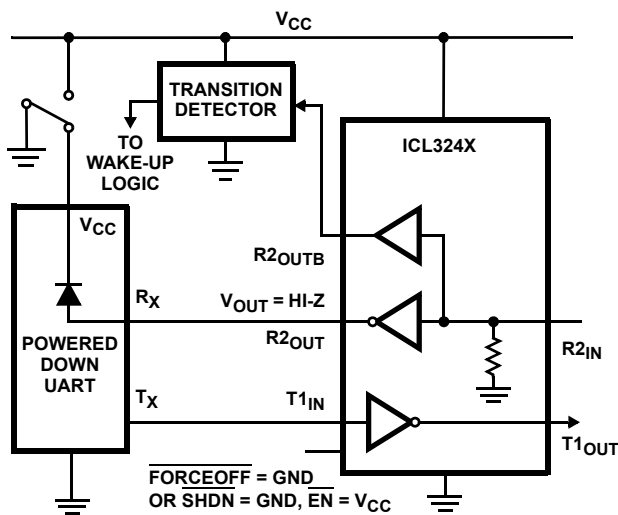 VCC
TRANSITION
DETECTOR
TO
WAKE-UP
LOGIC
ICL324X
VCC
R2OUTB
RX
VOUT = HI-Z
POWERED
DOWN
UART
R2OUT
R2IN
TX
T1IN
T1OUT
FORCEOFF = GND
OR SHDN = GND, EN = VCC